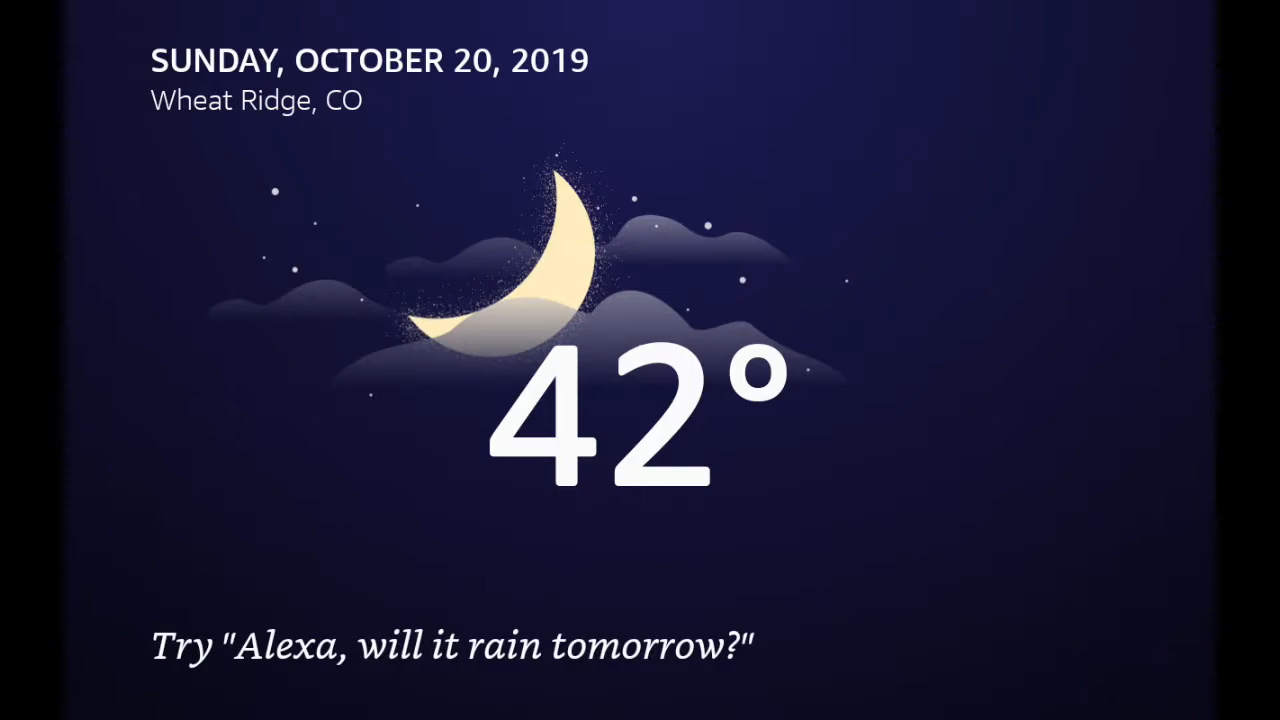 SUNDAY, OCTOBER 20, 2019
Wheat Ridge, CO
42°
Try "Alexa, will it rain tomorrow?"